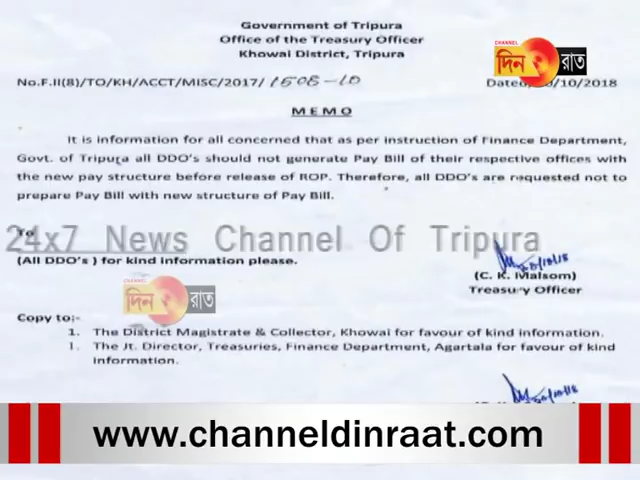 Government of Tripura
Office of the Treasury Officer
Khowai District, Tripura
CHANNEL
দিন রাত
No.F.II(8)/TO/KH/ACCT/MISC/2017/ 1508-10
/10/2018
MEMO
It is information for all concerned that as per instruction of Finance Department,
Govt. of Tripura all DDO's should not generate Pay Bill of their respective offices with
the new pay structure before release of ROP. Therefore, all DDO's are requested not to
prepare Pay Bill with new structure of Pay Bill.
To
24x7 News Channel Of Tripura
(All DDO's ) for kind information please.
(C. K. Malsom)
Treasury Officer
CHANNEL
দিন রাত
Copy to:-
1. The District Magistrate & Collector, Khowai for favour of kind information.
1. The Jt. Director, Treasuries, Finance Department, Agartala for favour of kind
information.
www.channeldinraat.com